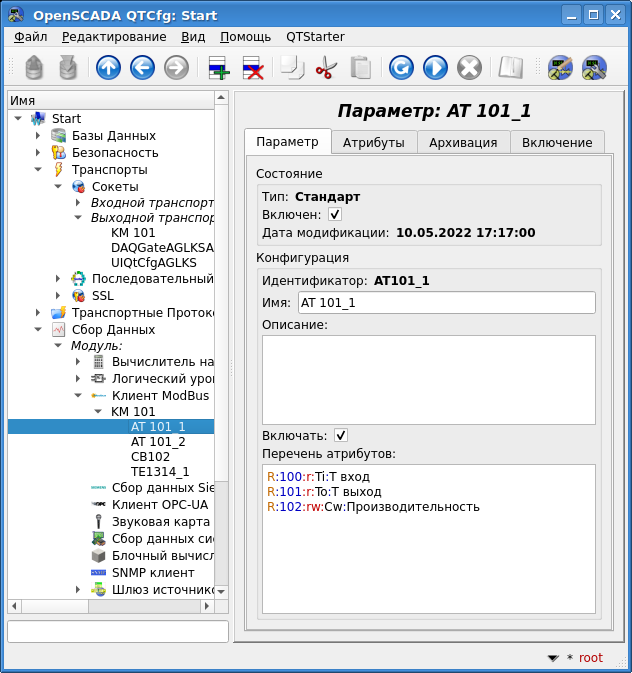 OpenSCADA QTCfg: Start
Файл Редактирование Вид Помощь QTStarter
Имя
Start
Базы Данных
Безопасность
Транспорты
Сокеты
Входной транспорт
Выходной транспор
KM 101
DAQGateAGLKSA
UIQtCfgAGLKS
Последовательный
SSL
Транспортные Протоко
Сбор Данных
Модуль:
Вычислитель на
Логический уров
Клиент ModBus
KM 101
AT 101_1
AT 101_2
CB102
TE1314_1
Сбор данных Sie
Клиент OPC-UA
Звуковая карта
Сбор данных сис
Блочный вычисл
SNMP клиент
Шлюз источнико
Параметр: AT 101_1
Параметр Атрибуты Архивация Включение
Состояние
Тип: Стандарт
Включен:
Дата модификации: 10.05.2022 17:17:00
Конфигурация
Идентификатор: AT101_1
Имя: AT 101_1
Описание:
Включать:
Перечень атрибутов:
R:100:r:Ti:T вход
R:101:r:To:T выход
R:102:rw:Cw:Производительность
* root